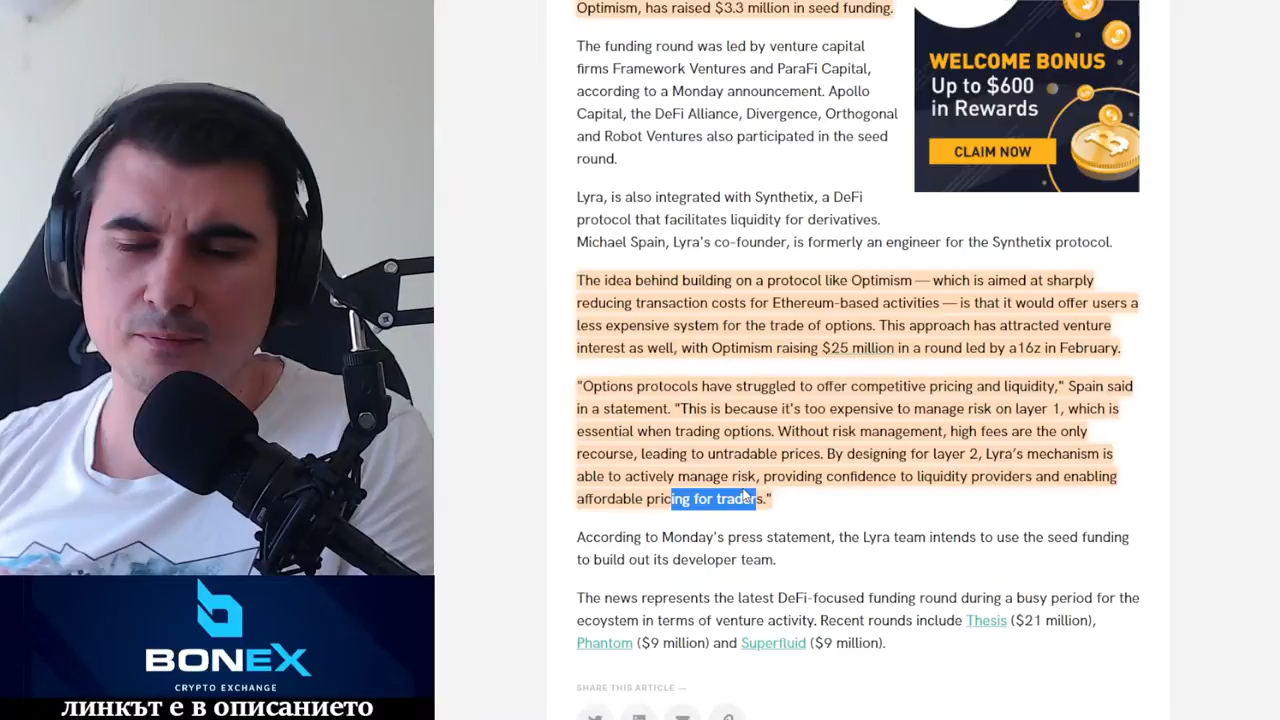 Optimism, has raised $3.3 million in seed funding.
The funding round was led by venture capital
firms Framework Ventures and ParaFi Capital,
according to a Monday announcement. Apollo
Capital, the DeFi Alliance, Divergence, Orthogonal
and Robot Ventures also participated in the seed
round.
WELCOME BONUS
Up to $600
in Rewards
CLAIM NOW
Lyra, is also integrated with Synthetix, a DeFi
protocol that facilitates liquidity for derivatives.
Michael Spain, Lyra's co-founder, is formerly an engineer for the Synthetix protocol.
The idea behind building on a protocol like Optimism — which is aimed at sharply
reducing transaction costs for Ethereum-based activities — is that it would offer users a
less expensive system for the trade of options. This approach has attracted venture
interest as well, with Optimism raising $25 million in a round led by a16z in February.
"Options protocols have struggled to offer competitive pricing and liquidity," Spain said
in a statement. "This is because it's too expensive to manage risk on layer 1, which is
essential when trading options. Without risk management, high fees are the only
recourse, leading to untradable prices. By designing for layer 2, Lyra's mechanism is
able to actively manage risk, providing confidence to liquidity providers and enabling
affordable pricing for traders."
According to Monday's press statement, the Lyra team intends to use the seed funding
to build out its developer team.
The news represents the latest DeFi-focused funding round during a busy period for the
ecosystem in terms of venture activity. Recent rounds include Thesis ($21 million),
Phantom ($9 million) and Superfluid ($9 million).
SHARE THIS ARTICLE —
BONEX
CRYPTO EXCHANGE
линкът е в описанието